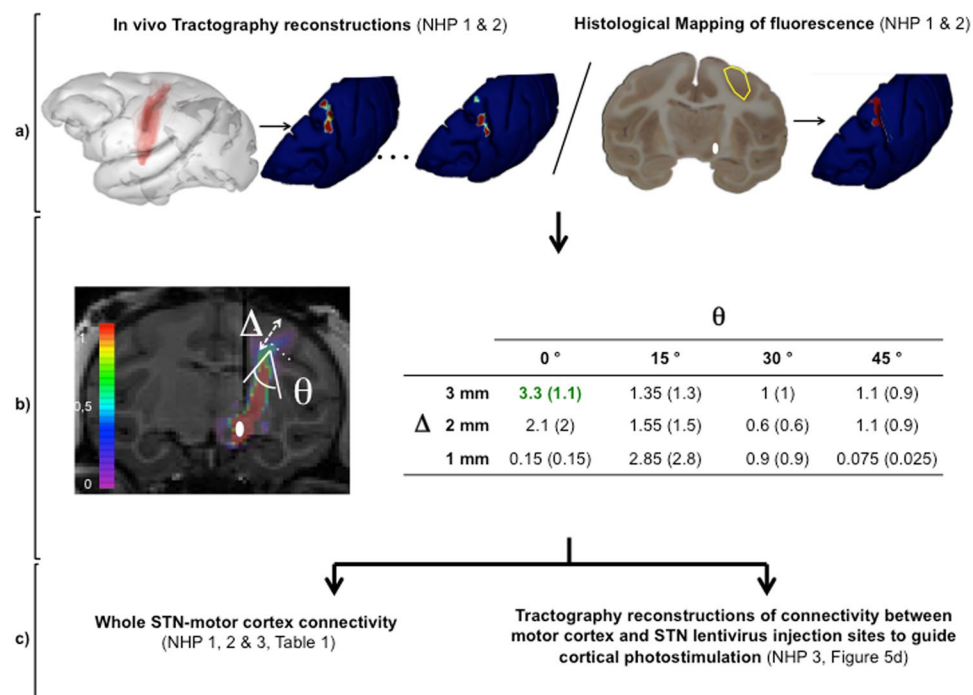 a)
In vivo Tractography reconstructions (NHP 1 & 2)
Histological Mapping of fluorescence (NHP 1 & 2)
b)
1
0,5
0
Δ
θ
θ
0 ° 15 ° 30 ° 45 °
3 mm 3.3 (1.1) 1.35 (1.3) 1 (1) 1.1 (0.9)
Δ 2 mm 2.1 (2) 1.55 (1.5) 0.6 (0.6) 1.1 (0.9)
1 mm 0.15 (0.15) 2.85 (2.8) 0.9 (0.9) 0.075 (0.025)
c)
Whole STN-motor cortex connectivity
(NHP 1, 2 & 3, Table 1)
Tractography reconstructions of connectivity between
motor cortex and STN lentivirus injection sites to guide
cortical photostimulation (NHP 3, Figure 5d)